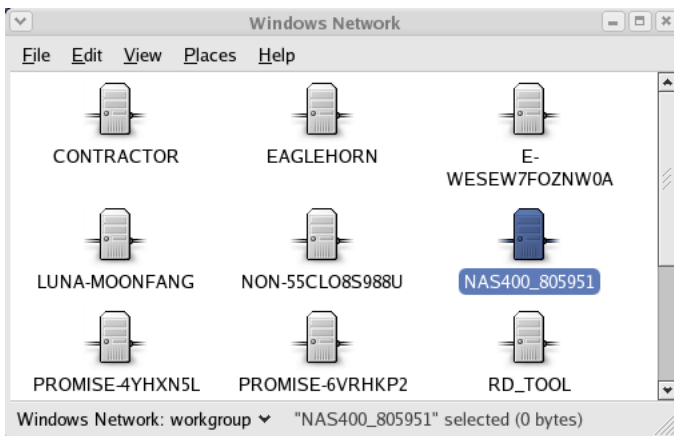 Windows Network
File Edit View Places Help
CONTRACTOR EAGLEHORN E-
WESEW7FOZNW0A
LUNA-MOONFANG NON-55CLO8S988U NAS400_805951
PROMISE-4YHXN5L PROMISE-6VRHKP2 RD_TOOL
Windows Network: workgroup "NAS400_805951" selected (0 bytes)